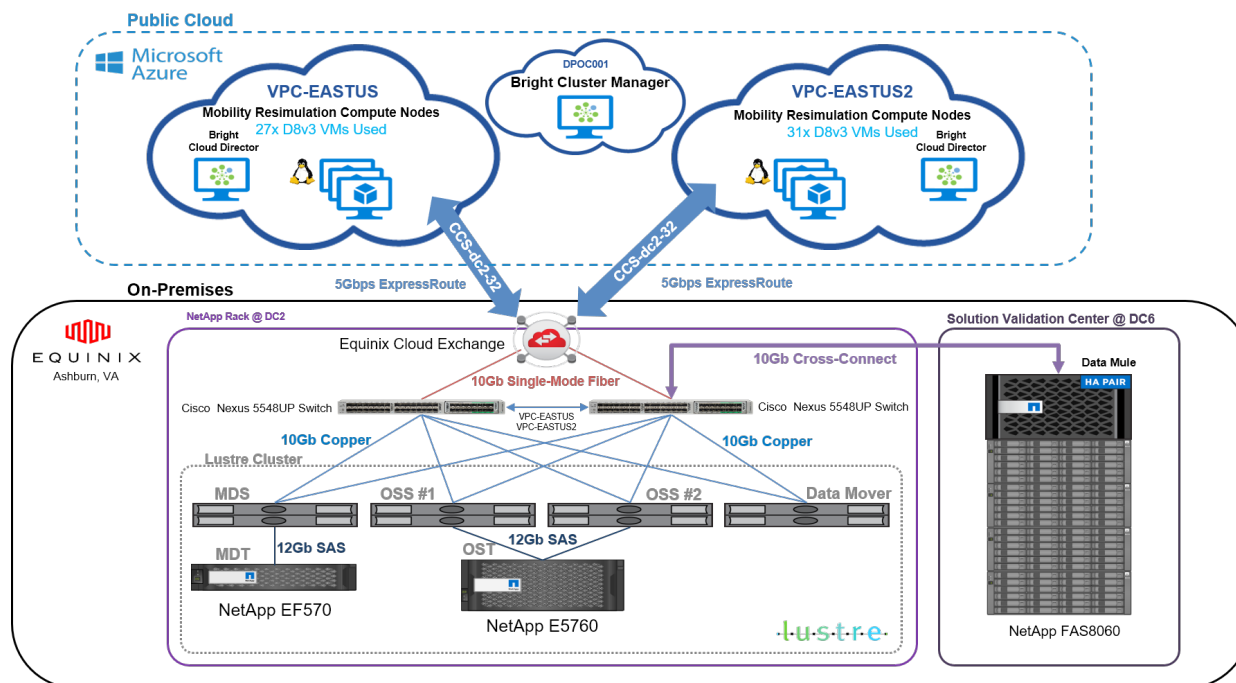 Public Cloud
Microsoft
Azure
VPC-EASTUS
Mobility Resimulation Compute Nodes
27x D8v3 VMs Used
Bright
Cloud Director
DPOC001
Bright Cluster Manager
VPC-EASTUS2
Mobility Resimulation Compute Nodes
31x D8v3 VMs Used
Bright
Cloud Director
CCS-dc2-32
CCS-dc2-32
5Gbps ExpressRoute
5Gbps ExpressRoute
On-Premises
EQUINIX
Ashburn, VA
NetApp Rack @ DC2
Equinix Cloud Exchange
10Gb Single-Mode Fiber
10Gb Cross-Connect
Cisco Nexus 5548UP Switch
VPC-EASTUS
VPC-EASTUS2
Cisco Nexus 5548UP Switch
10Gb Copper
10Gb Copper
Lustre Cluster
MDS
OSS #1
OSS #2
Data Mover
12Gb SAS
12Gb SAS
MDT
OST
NetApp EF570
NetApp E5760
lustre
Solution Validation Center @ DC6
Data Mule
HA PAIR
NetApp FAS8060